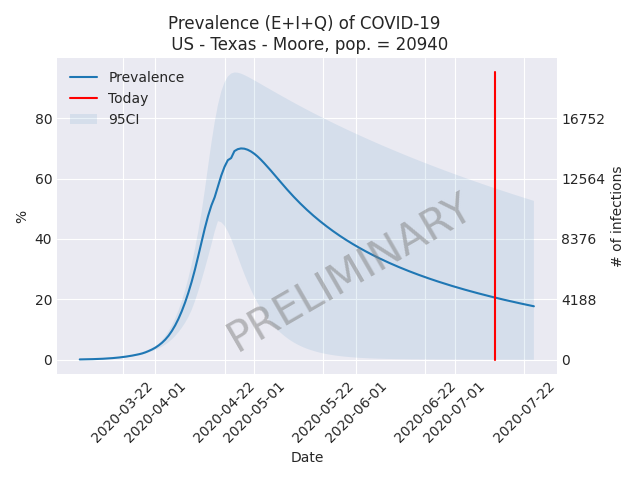 Prevalence (E+I+Q) of COVID-19
US - Texas - Moore, pop. = 20940
Prevalence
Today
95CI
80
60
40
20
0
%
16752
12564
8376
4188
0
# of infections
PRELIMINARY
2020-03-22
2020-04-01
2020-04-22
2020-05-01
2020-05-22
2020-06-01
2020-06-22
2020-07-01
2020-07-22
Date